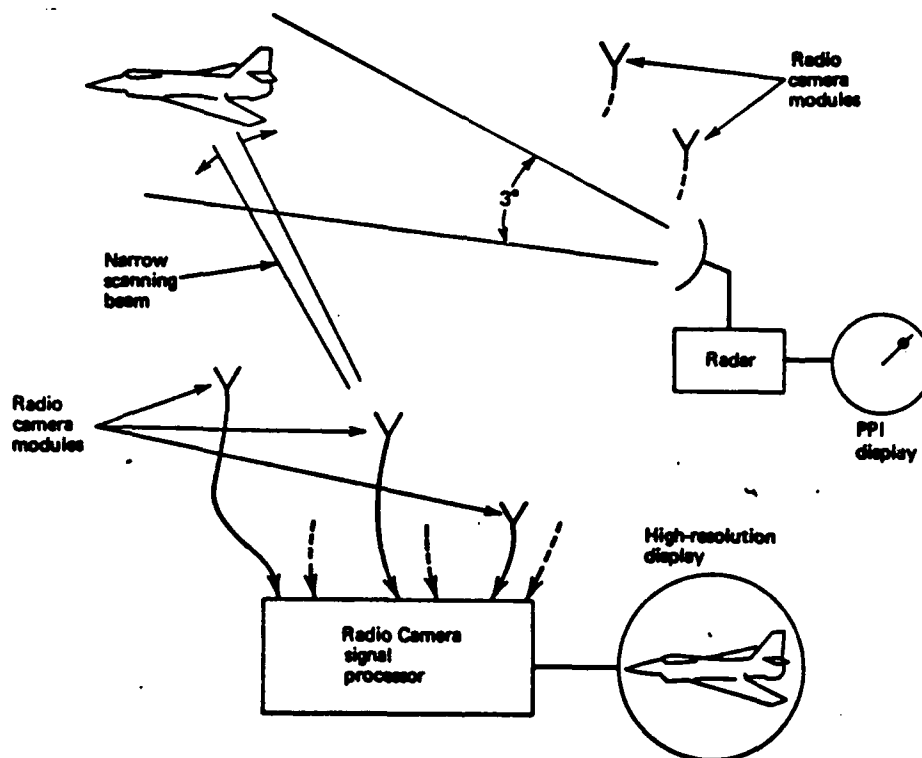 Radio
camera
modules
3°
Narrow
scanning
beam
Radar
PPI
display
Radio
camera
modules
High-resolution
display
Radio Camera
signal
processor